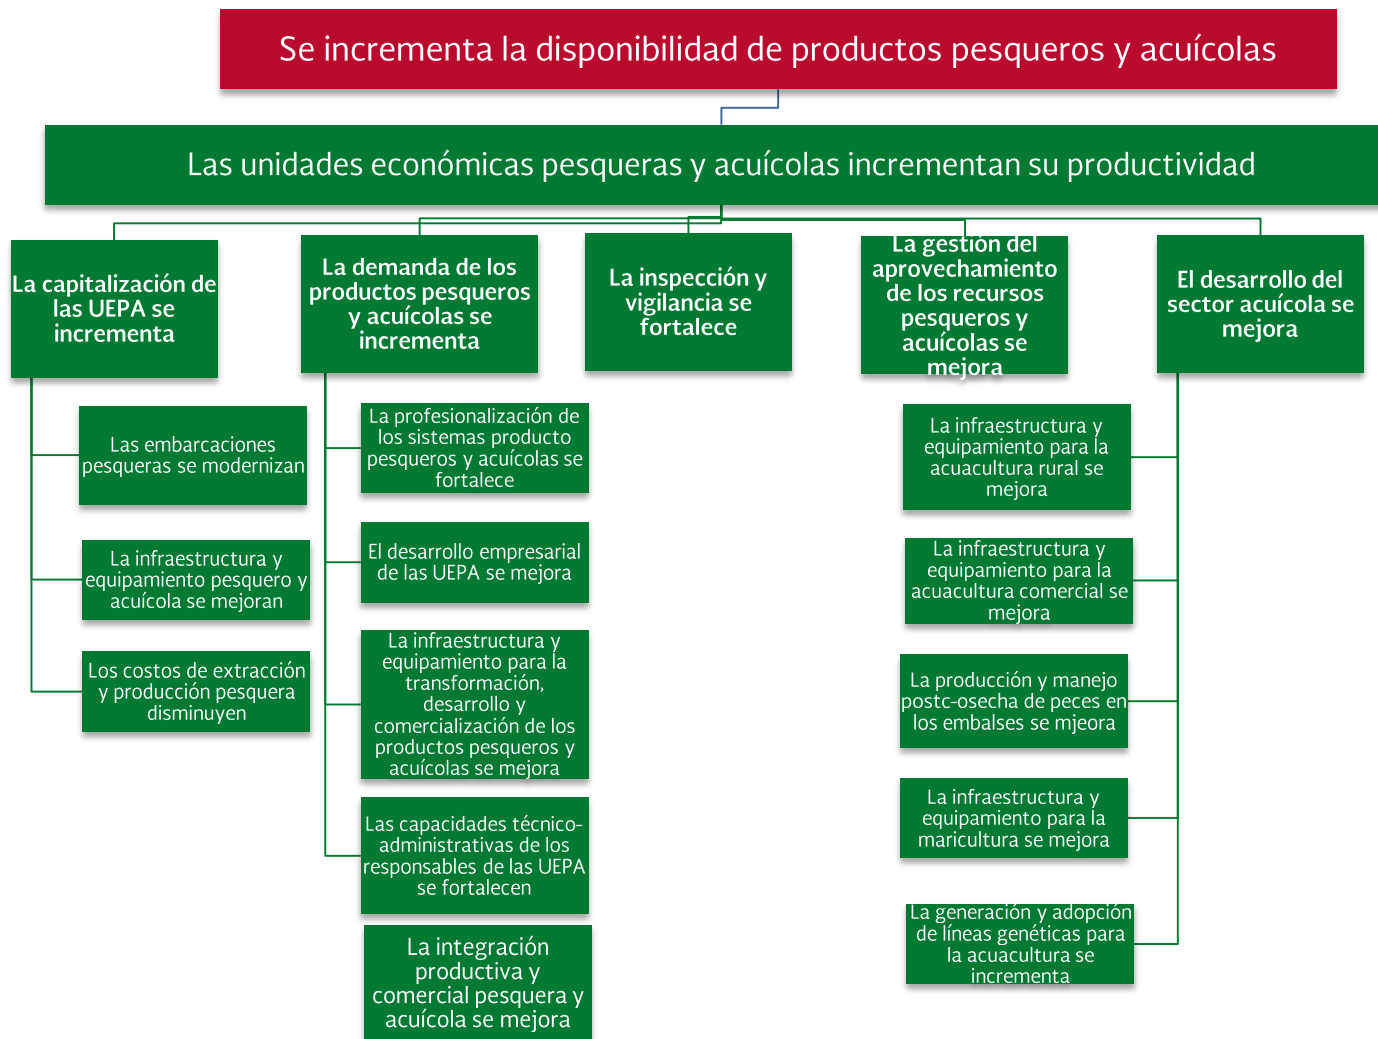 Se incrementa la disponibilidad de productos pesqueros y acuícolas
Las unidades económicas pesqueras y acuícolas incrementan su productividad
La capitalización de
las UEPA se
incrementa
La demanda de los
productos pesqueros
y acuícolas se
incrementa
La inspección y
vigilancia se
fortalece
La gestión del
aprovechamiento
de los recursos
pesqueros y
acuícolas se
mejora
El desarrollo del
sector acuícola se
mejora
Las embarcaciones
pesqueras se modernizan
La infraestructura y
equipamiento pesquero y
acuícola se mejoran
Los costos de extracción
y producción pesquera
disminuyen
La profesionalización de
los sistemas producto
pesqueros y acuícolas se
fortalece
El desarrollo empresarial
de las UEPA se mejora
La infraestructura y
equipamiento para la
transformación,
desarrollo y
comercialización de los
productos pesqueros y
acuícolas se mejora
Las capacidades técnico-
administrativas de los
responsables de las UEPA
se fortalecen
La integración
productiva y
comercial pesquera y
acuícola se mejora
La infraestructura y
equipamiento para la
acuacultura rural se
mejora
La infraestructura y
equipamiento para la
acuacultura comercial se
mejora
La producción y manejo
postc-osecha de peces en
los embalses se mjeora
La infraestructura y
equipamiento para la
maricultura se mejora
La generación y adopción
de líneas genéticas para
la acuacultura se
incrementa